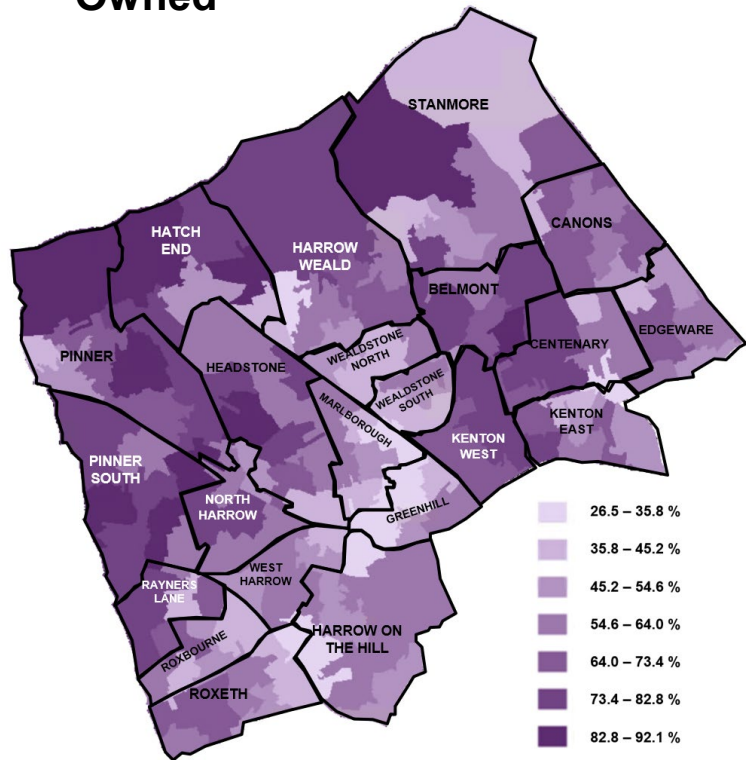 Owned
STANMORE
HATCH
END
HARROW
WEALD
CANONS
BELMONT
PINNER
HEADSTONE
WEALDSTONE
NORTH
CENTENARY
EDGEWARE
WEALDSTONE
SOUTH
MARLBOROUGH
KENTON
EAST
PINNER
SOUTH
KENTON
WEST
NORTH
HARROW
GREENHILL
WEST
HARROW
RAYNERS
LANE
HARROW ON
THE HILL
ROXBOURNE
ROXETH
26.5 – 35.8 %
35.8 – 45.2 %
45.2 – 54.6 %
54.6 – 64.0 %
64.0 – 73.4 %
73.4 – 82.8 %
82.8 – 92.1 %